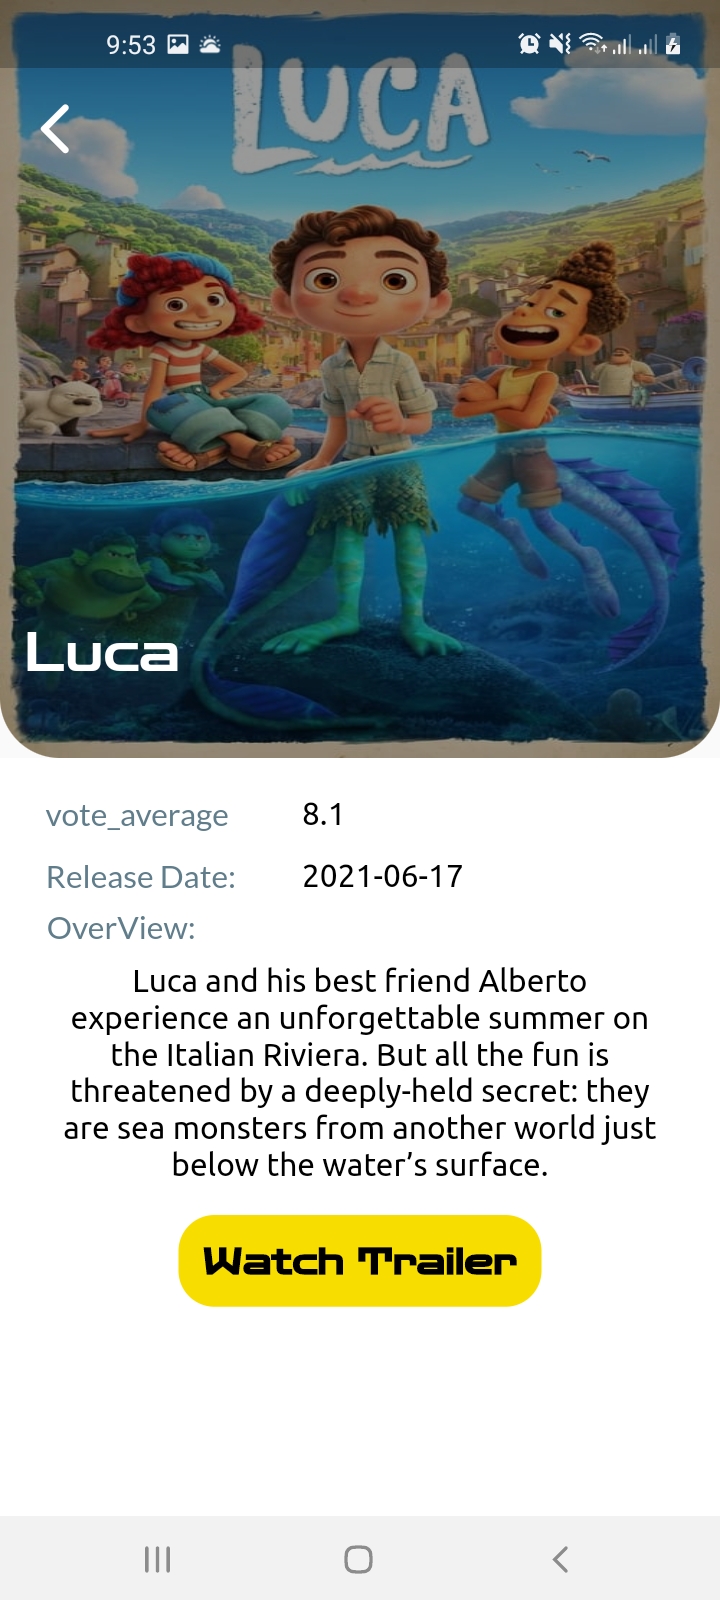 9:53
LUCA
Luca
vote_average 8.1
Release Date: 2021-06-17
OverView:
Luca and his best friend Alberto
experience an unforgettable summer on
the Italian Riviera. But all the fun is
threatened by a deeply-held secret: they
are sea monsters from another world just
below the water’s surface.
Watch Trailer